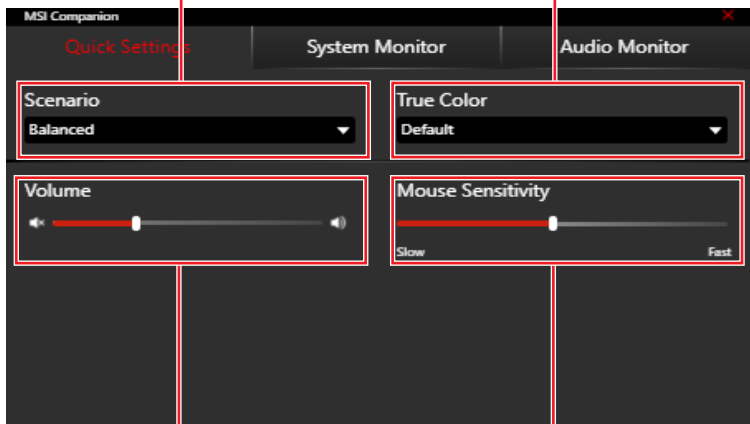 MSI Companion
Quick Settings
System Monitor
Audio Monitor
Scenario
Balanced
True Color
Default
Volume
Mouse Sensitivity
Slow
Fast